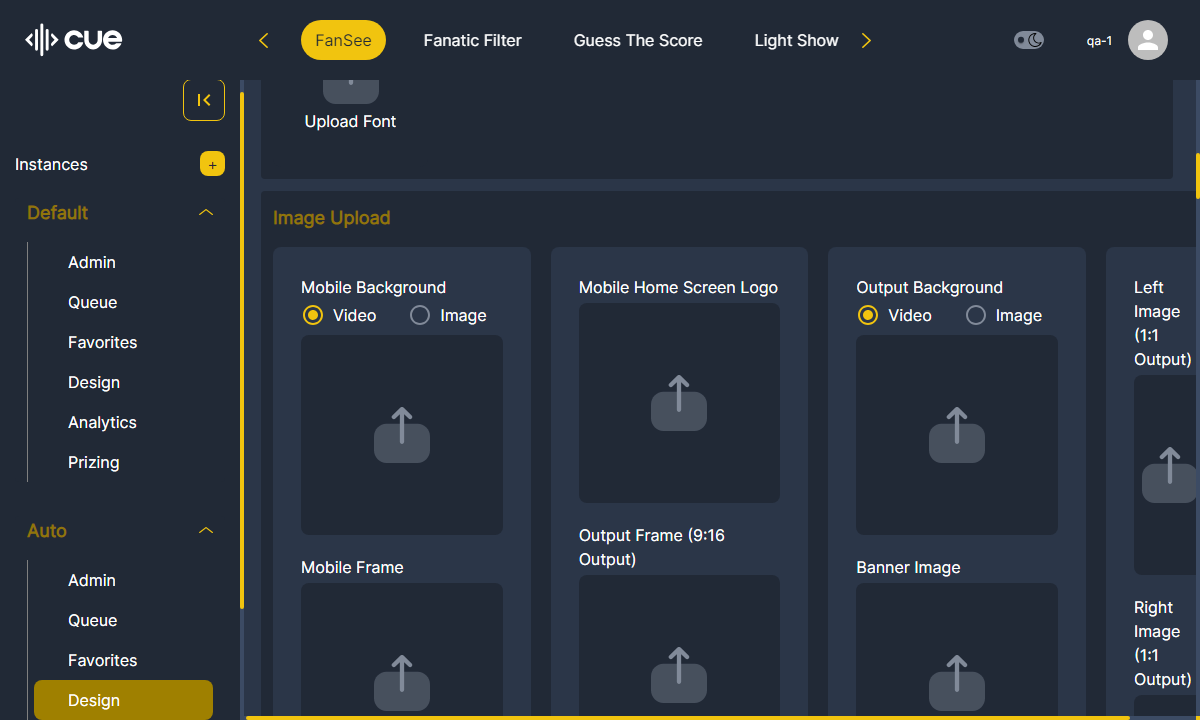 cue
FanSee
Fanatic Filter
Guess The Score
Light Show
qa-1
Instances
+
Default
Admin
Queue
Favorites
Design
Analytics
Prizing
Auto
Admin
Queue
Favorites
Design
Upload Font
Image Upload
Mobile Background
Video
Image
Mobile Frame
Mobile Home Screen Logo
Output Frame (9:16
Output)
Output Background
Video
Image
Banner Image
Left
Image
(1:1
Output)
Right
Image
(1:1
Output)